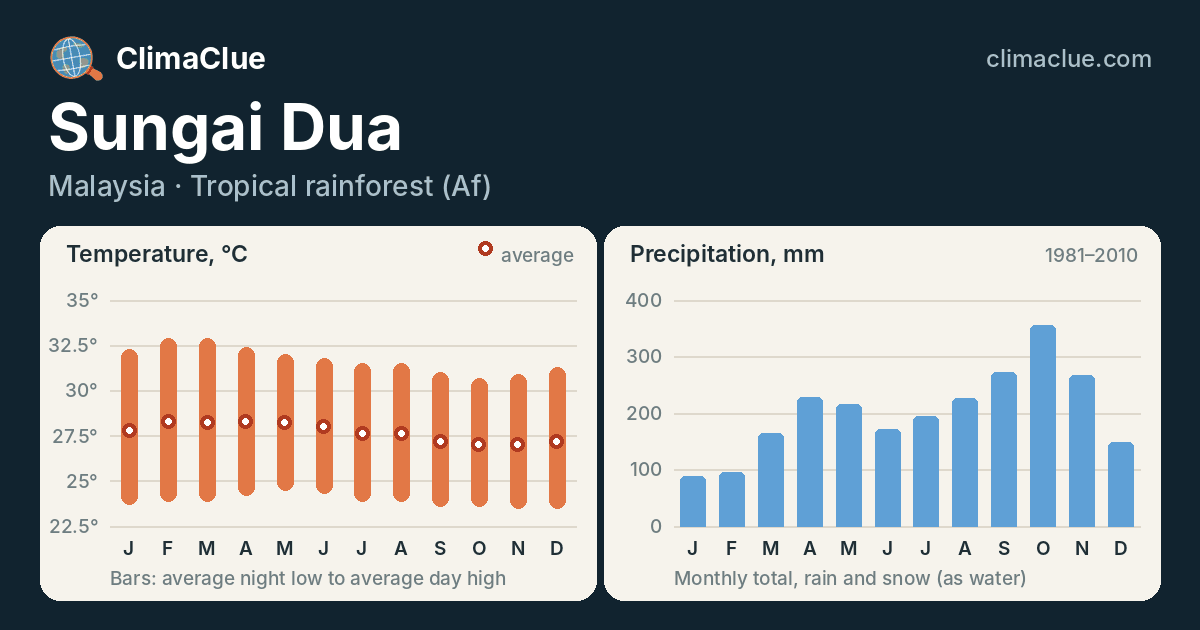 ClimaClue
climaclue.com
Sungai Dua
Malaysia · Tropical rainforest (Af)
Temperature, °C
average
35°
32.5°
30°
27.5°
25°
22.5°
J F M A M J J A S O N D
Bars: average night low to average day high
Precipitation, mm
1981–2010
400
300
200
100
0
J F M A M J J A S O N D
Monthly total, rain and snow (as water)